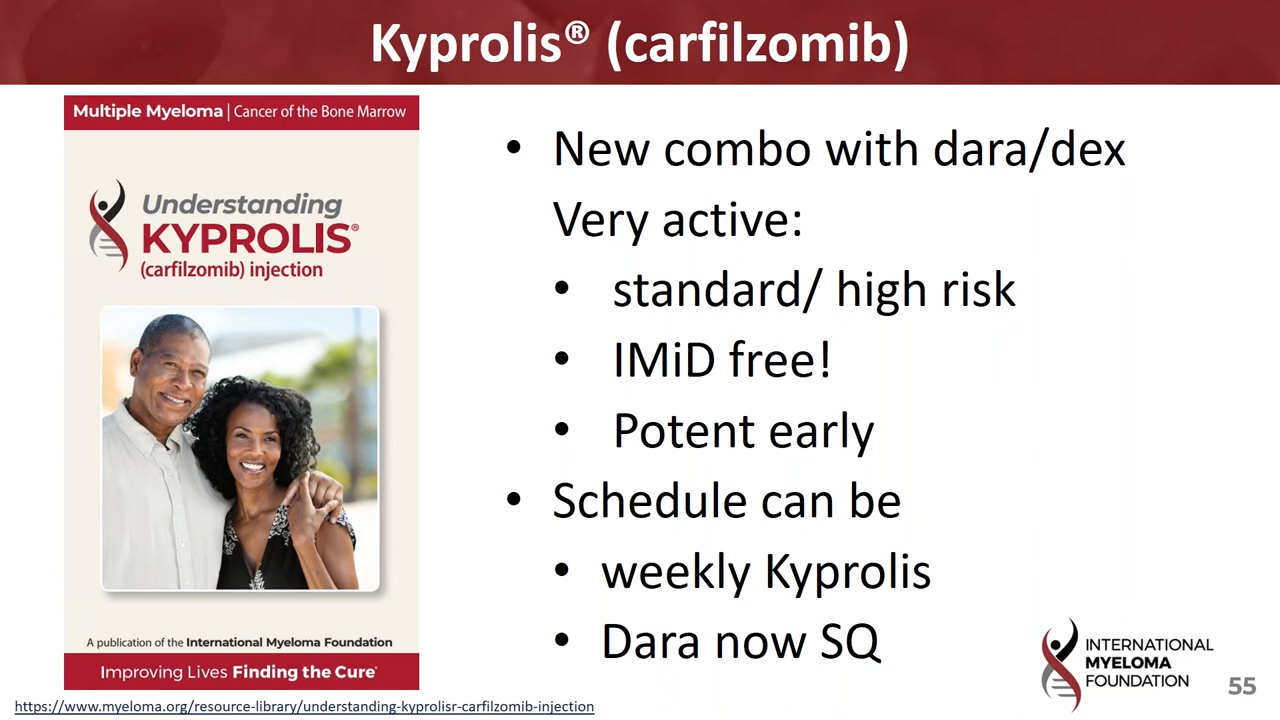 Kyprolis® (carfilzomib)
Multiple Myeloma | Cancer of the Bone Marrow
Understanding
KYPROLIS®
(carfilzomib) injection
A publication of the International Myeloma Foundation
Improving Lives Finding the Cure®
• New combo with dara/dex
Very active:
• standard/ high risk
• IMiD free!
• Potent early
• Schedule can be
• weekly Kyprolis
• Dara now SQ
INTERNATIONAL
MYELOMA
FOUNDATION
55
https://www.myeloma.org/resource-library/understanding-kyprolisr-carfilzomib-injection